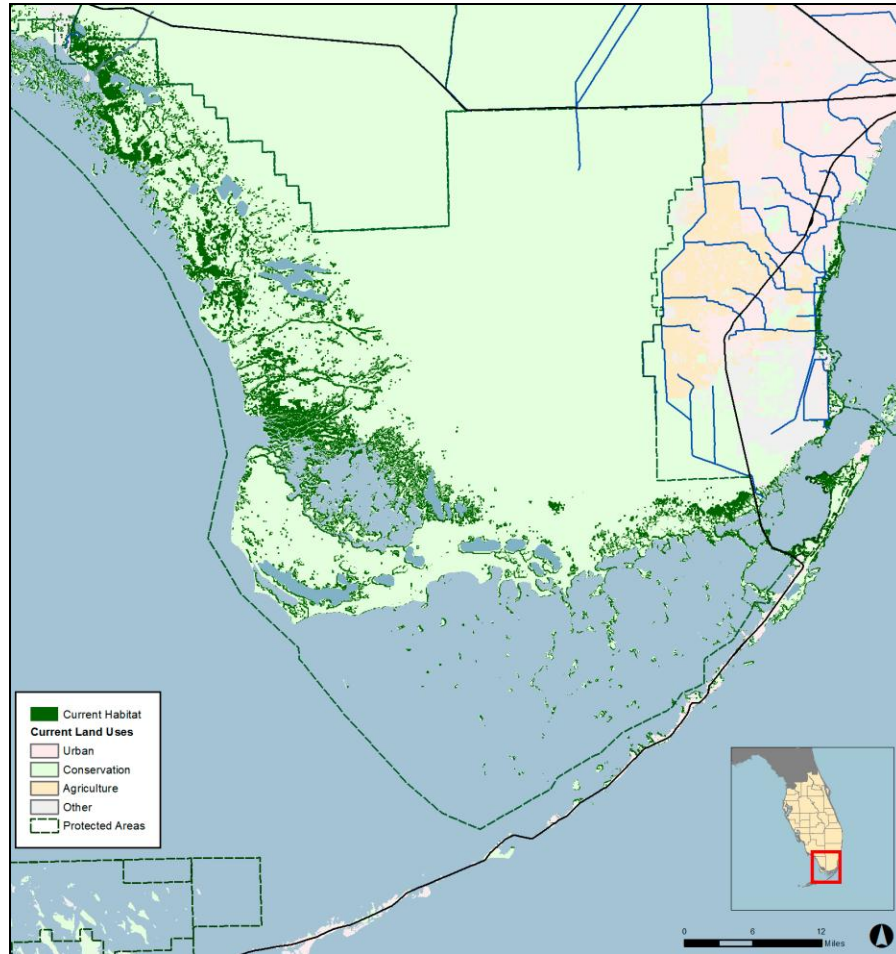 Current Habitat
Current Land Uses
Urban
Conservation
Agriculture
Other
Protected Areas
0 6 12
Miles